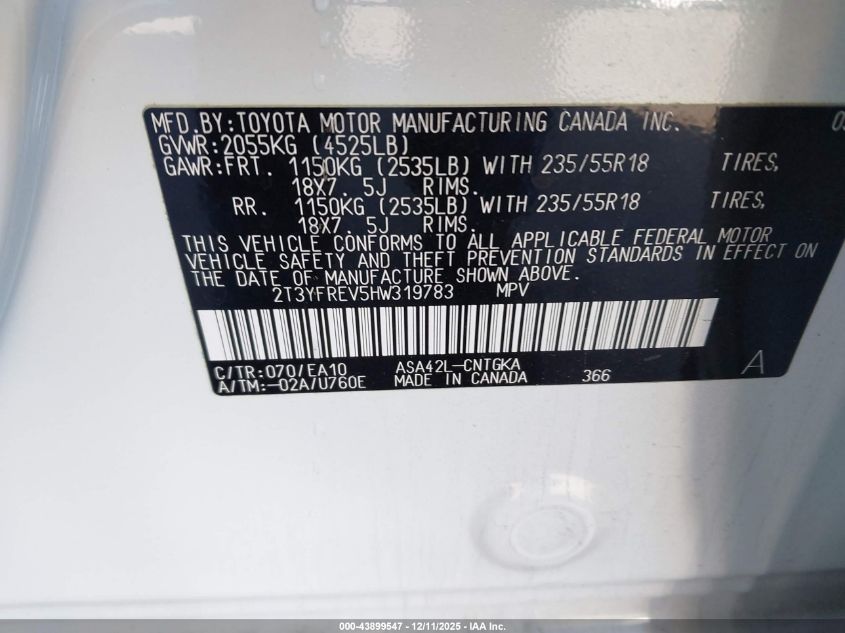 MFD.BY:TOYOTA MOTOR MANUFACTURING CANADA INC.
GVWR:2055KG (4525LB)
GAWR:FRT. 1150KG (2535LB) WITH 235/55R18 TIRES,
18X7. 5J RIMS.
RR. 1150KG (2535LB) WITH 235/55R18 TIRES,
18X7. 5J RIMS.
THIS VEHICLE CONFORMS TO ALL APPLICABLE FEDERAL MOTOR
VEHICLE SAFETY AND THEFT PREVENTION STANDARDS IN EFFECT ON
THE DATE OF MANUFACTURE SHOWN ABOVE.
2T3YFREV5HW319783 MPV
C/TR:070/EA10 ASA42L-CNTGKA
A/TM:-02A/U760E MADE IN CANADA 366 A
000-43899547 - 12/11/2025 - IAA Inc.